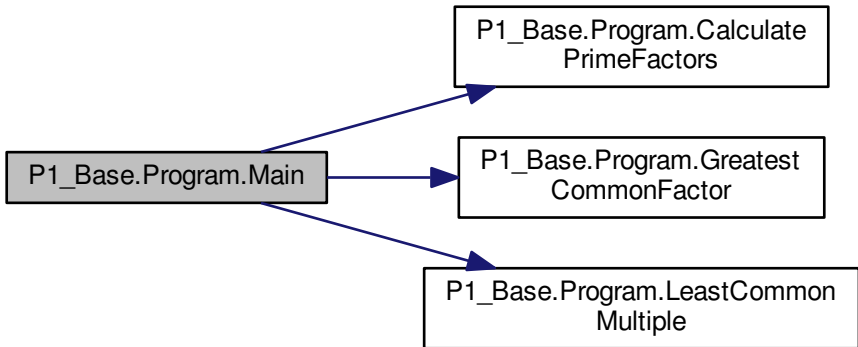 P1_Base.Program.Calculate
PrimeFactors
P1_Base.Program.Main
P1_Base.Program.Greatest
CommonFactor
P1_Base.Program.LeastCommon
Multiple